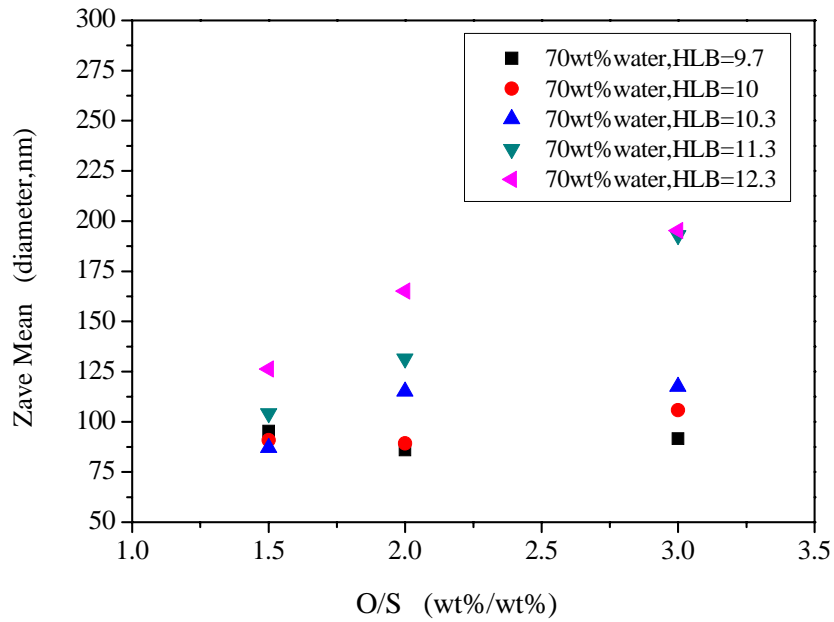 300
275
250
225
200
175
150
125
100
75
50
Zave Mean (diameter,nm)
70wt%water,HLB=9.7
70wt%water,HLB=10
70wt%water,HLB=10.3
70wt%water,HLB=11.3
70wt%water,HLB=12.3
1.0 1.5 2.0 2.5 3.0 3.5
O/S (wt%/wt%)